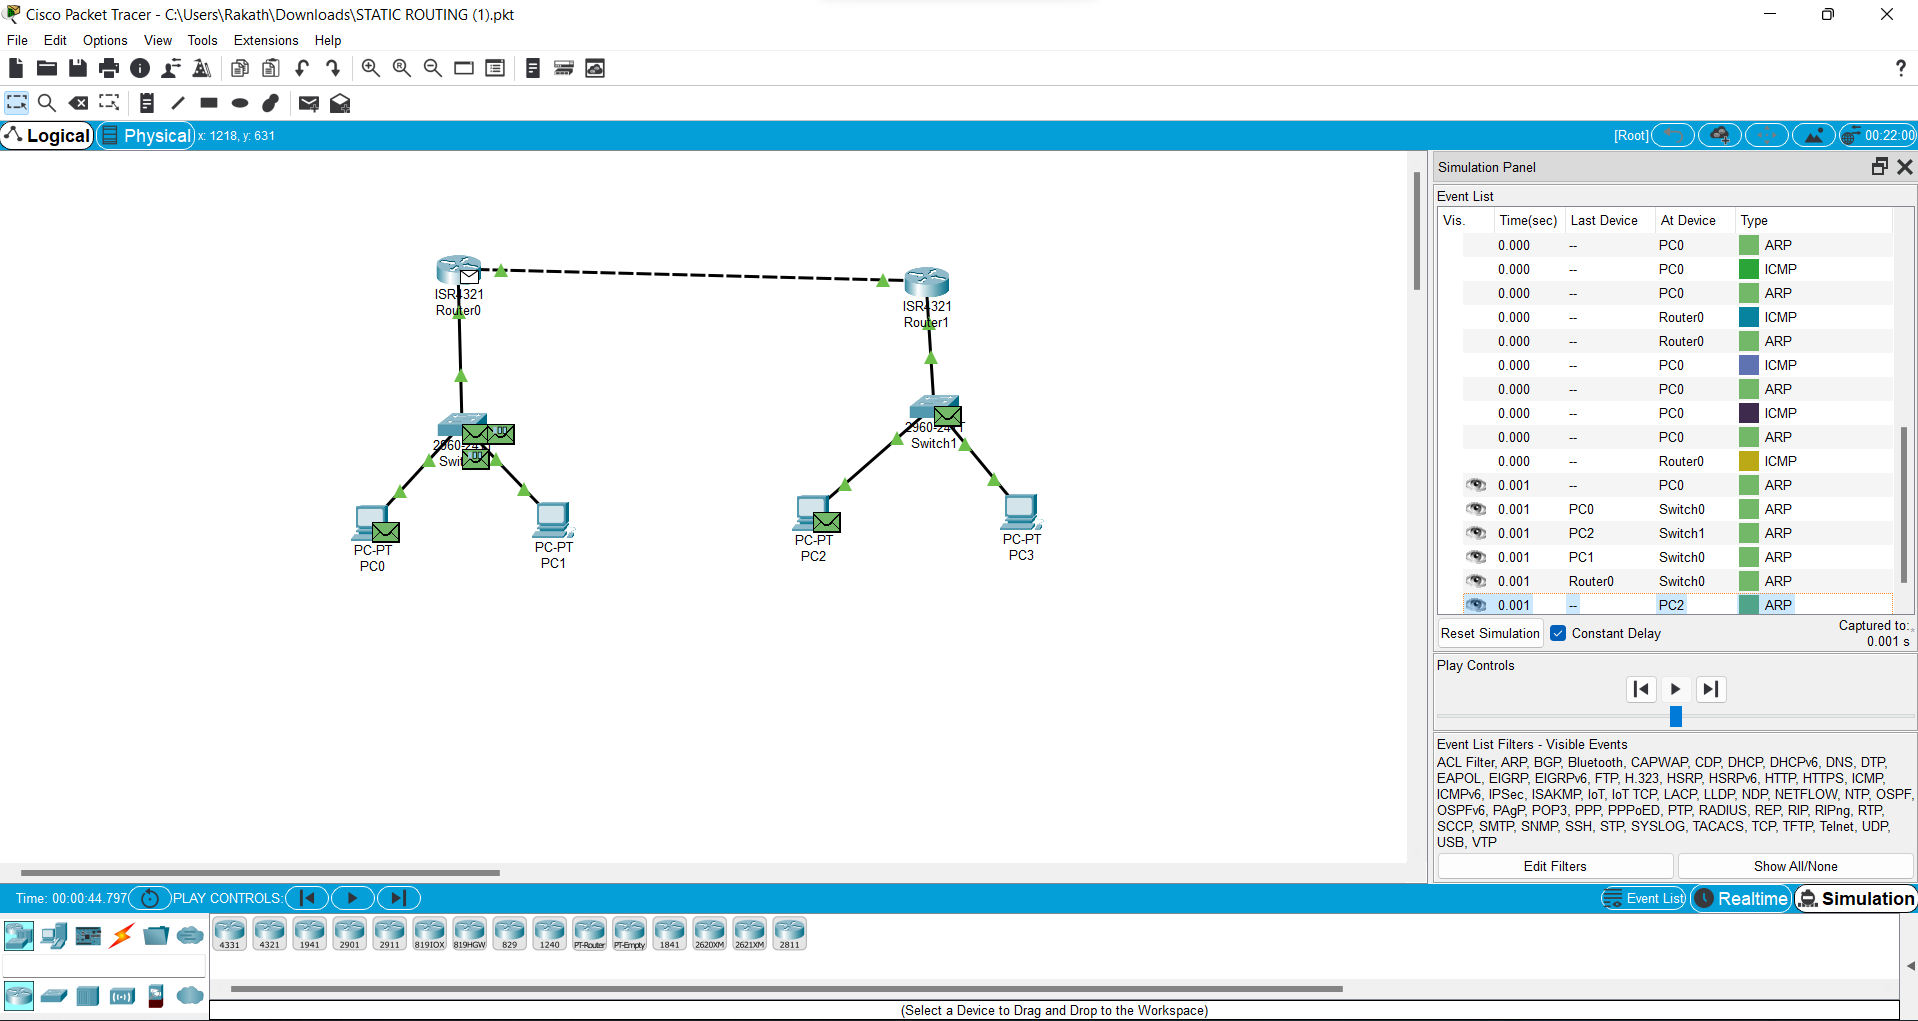 Cisco Packet Tracer - C:\Users\Rakath\Downloads\STATIC ROUTING (1).pkt
File Edit Options View Tools Extensions Help
?
Logical Physical x: 1218, y: 631 [Root] 00:22:00
Simulation Panel
Event List
Vis. Time(sec) Last Device At Device Type
0.000 -- PC0 ARP
0.000 -- PC0 ICMP
0.000 -- PC0 ARP
0.000 -- Router0 ICMP
0.000 -- Router0 ARP
0.000 -- PC0 ICMP
0.000 -- PC0 ARP
0.000 -- PC0 ICMP
0.000 -- PC0 ARP
0.000 -- Router0 ICMP
0.001 -- PC0 ARP
0.001 PC0 Switch0 ARP
0.001 PC2 Switch1 ARP
0.001 PC1 Switch0 ARP
0.001 Router0 Switch0 ARP
0.001 -- PC2 ARP
Reset Simulation Constant Delay Captured to:
0.001 s
Play Controls
Event List Filters - Visible Events
ACL Filter, ARP, BGP, Bluetooth, CAPWAP, CDP, DHCP, DHCPv6, DNS, DTP,
EAPOL, EIGRP, EIGRPv6, FTP, H.323, HSRP, HSRPv6, HTTP, HTTPS, ICMP,
ICMPv6, IPSec, ISAKMP, IoT, IoT TCP, LACP, LLDP, NDP, NETFLOW, NTP, OSPF,
OSPFv6, PAgP, POP3, PPP, PPPoED, PTP, RADIUS, REP, RIP, RIPng, RTP,
SCCP, SMTP, SNMP, SSH, STP, SYSLOG, TACACS, TCP, TFTP, Telnet, UDP,
USB, VTP
Edit Filters Show All/None
ISR4321
Router0
ISR4321
Router1
2960-24
2960-24
Switch1
PC-PT
PC0
PC-PT
PC1
PC-PT
PC2
PC-PT
PC3
Time: 00:00:44.797 PLAY CONTROLS: Event List Realtime Simulation
4331 4321 1941 2901 2911 819IOX 819HGW 829 1240 PT-Router PT-Empty 1841 2620XM 2621XM 2811
(Select a Device to Drag and Drop to the Workspace)